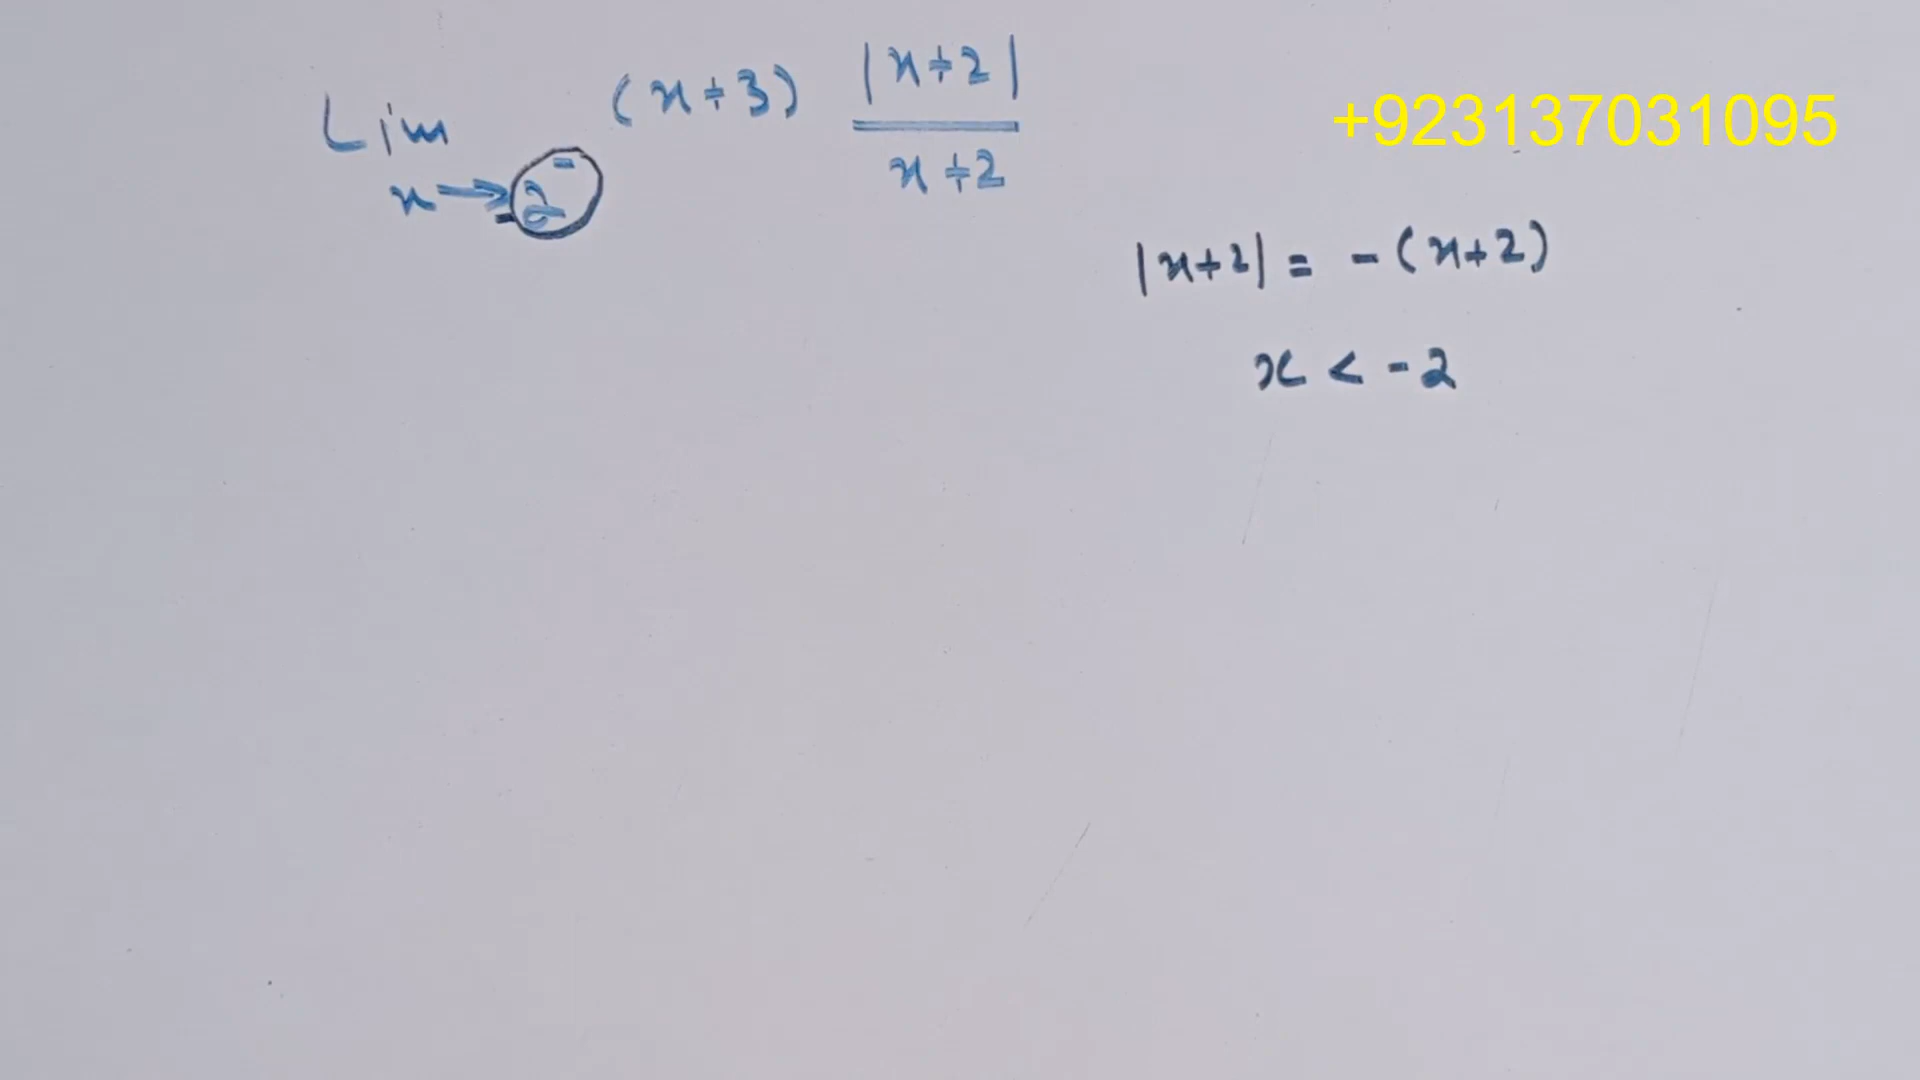 Lim (x+3) |x+2| / x+2
x→-2⁻
+923137031095
|x+2| = -(x+2)
x < -2